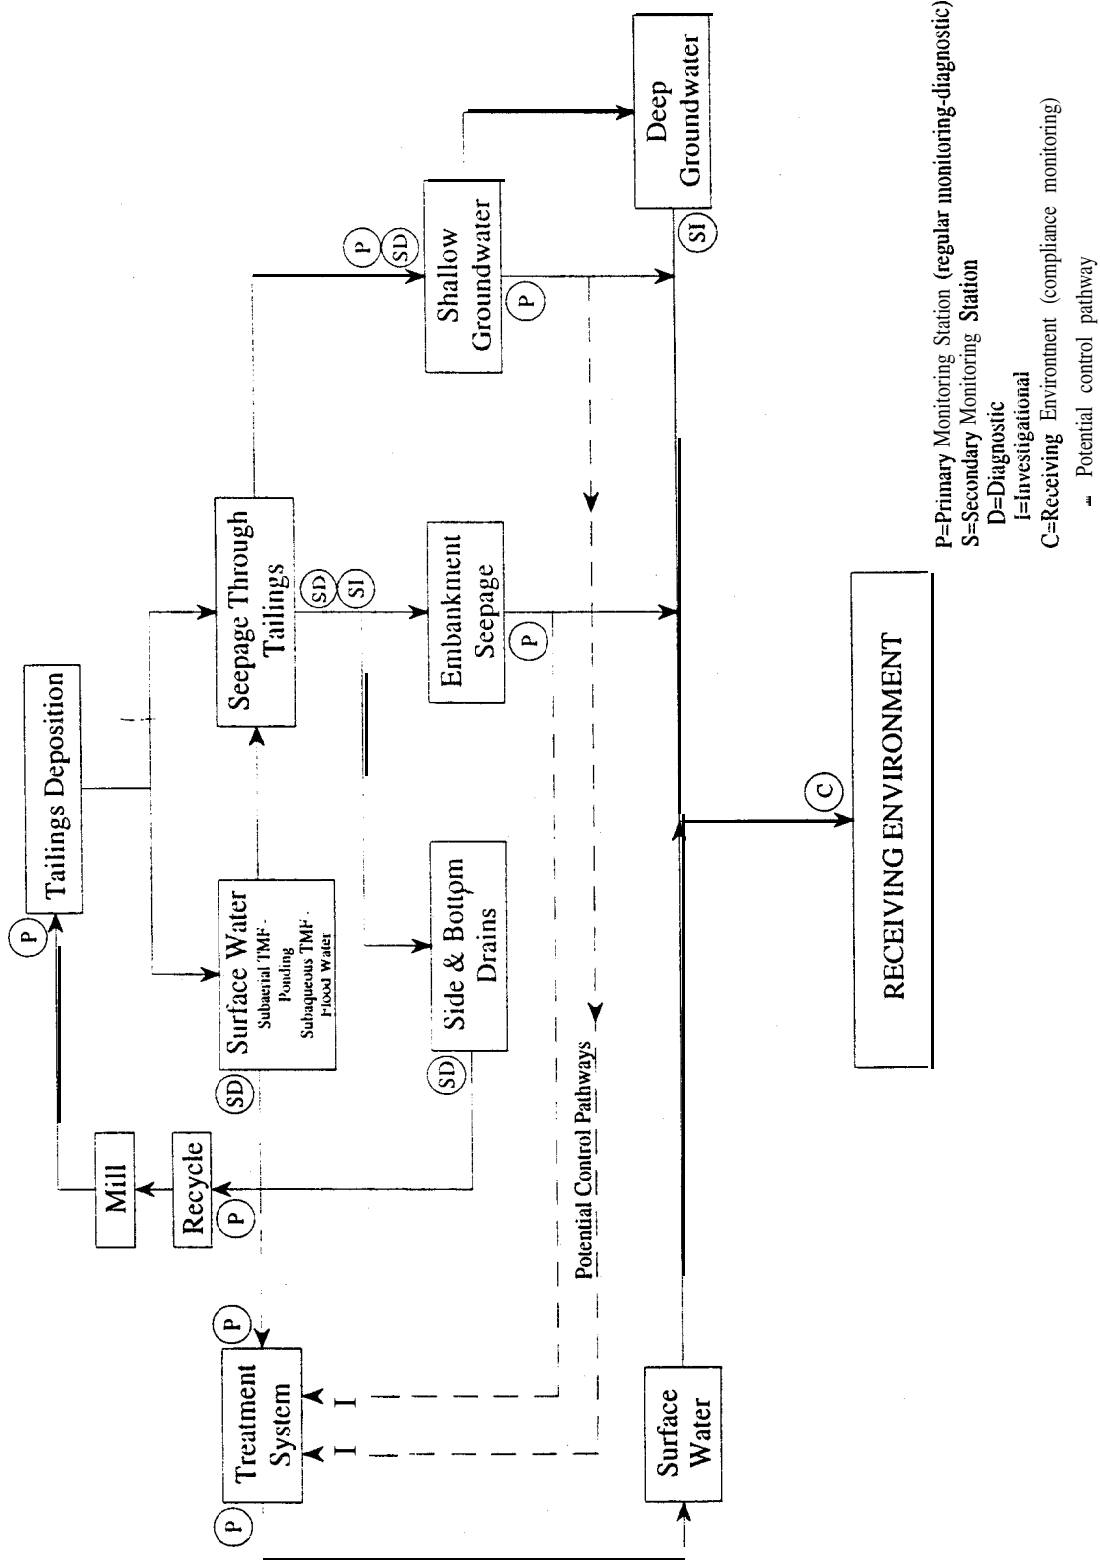 Tailings Deposition
P
Mill
Recycle
P
Treatment
System
P
P
SD
Surface Water
Subaerial TMF -
Ponding
Subaqueous TMF -
Flood Water
Seepage Through
Tailings
SD
SI
P
SD
Side & Bottom
Drains
SD
Embankment
Seepage
P
Shallow
Groundwater
P
I
I
Potential Control Pathways
Deep
Groundwater
SI
Surface
Water
C
RECEIVING ENVIRONMENT
P=Primary Monitoring Station (regular monitoring-diagnostic)
S=Secondary Monitoring Station
D=Diagnostic
I=Investigational
C=Receiving Environtnent (compliance monitoring)
Potential control pathway